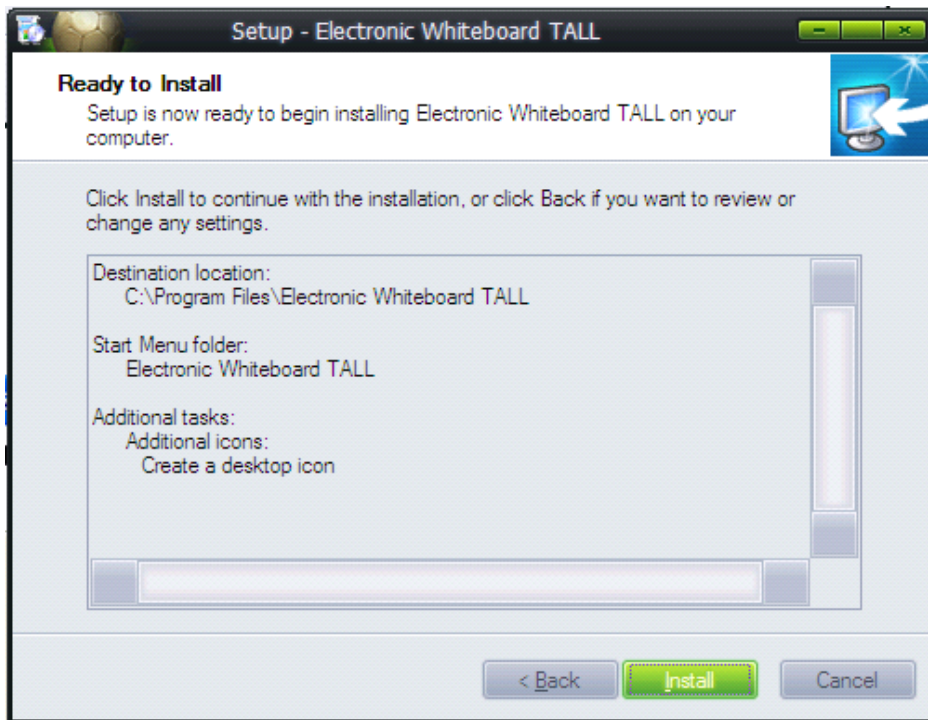 Setup - Electronic Whiteboard TALL
Ready to Install
Setup is now ready to begin installing Electronic Whiteboard TALL on your
computer.
Click Install to continue with the installation, or click Back if you want to review or
change any settings.
Destination location:
C:\Program Files\Electronic Whiteboard TALL
Start Menu folder:
Electronic Whiteboard TALL
Additional tasks:
Additional icons:
Create a desktop icon
< Back
Install
Cancel